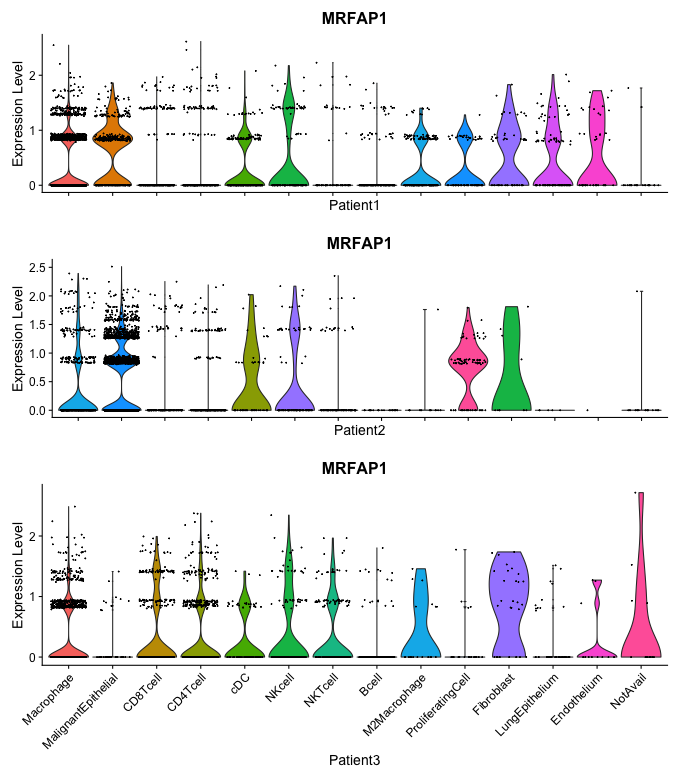 MRFAP1
Expression Level
2
1
0
Patient1
MRFAP1
Expression Level
2.5
2.0
1.5
1.0
0.5
0.0
Patient2
MRFAP1
Expression Level
2
1
0
Macrophage
MalignantEpithelial
CD8Tcell
CD4Tcell
cDC
NKcell
NKTcell
Bcell
M2Macrophage
ProliferatingCell
Fibroblast
LungEpithelium
Endothelium
NotAvail
Patient3